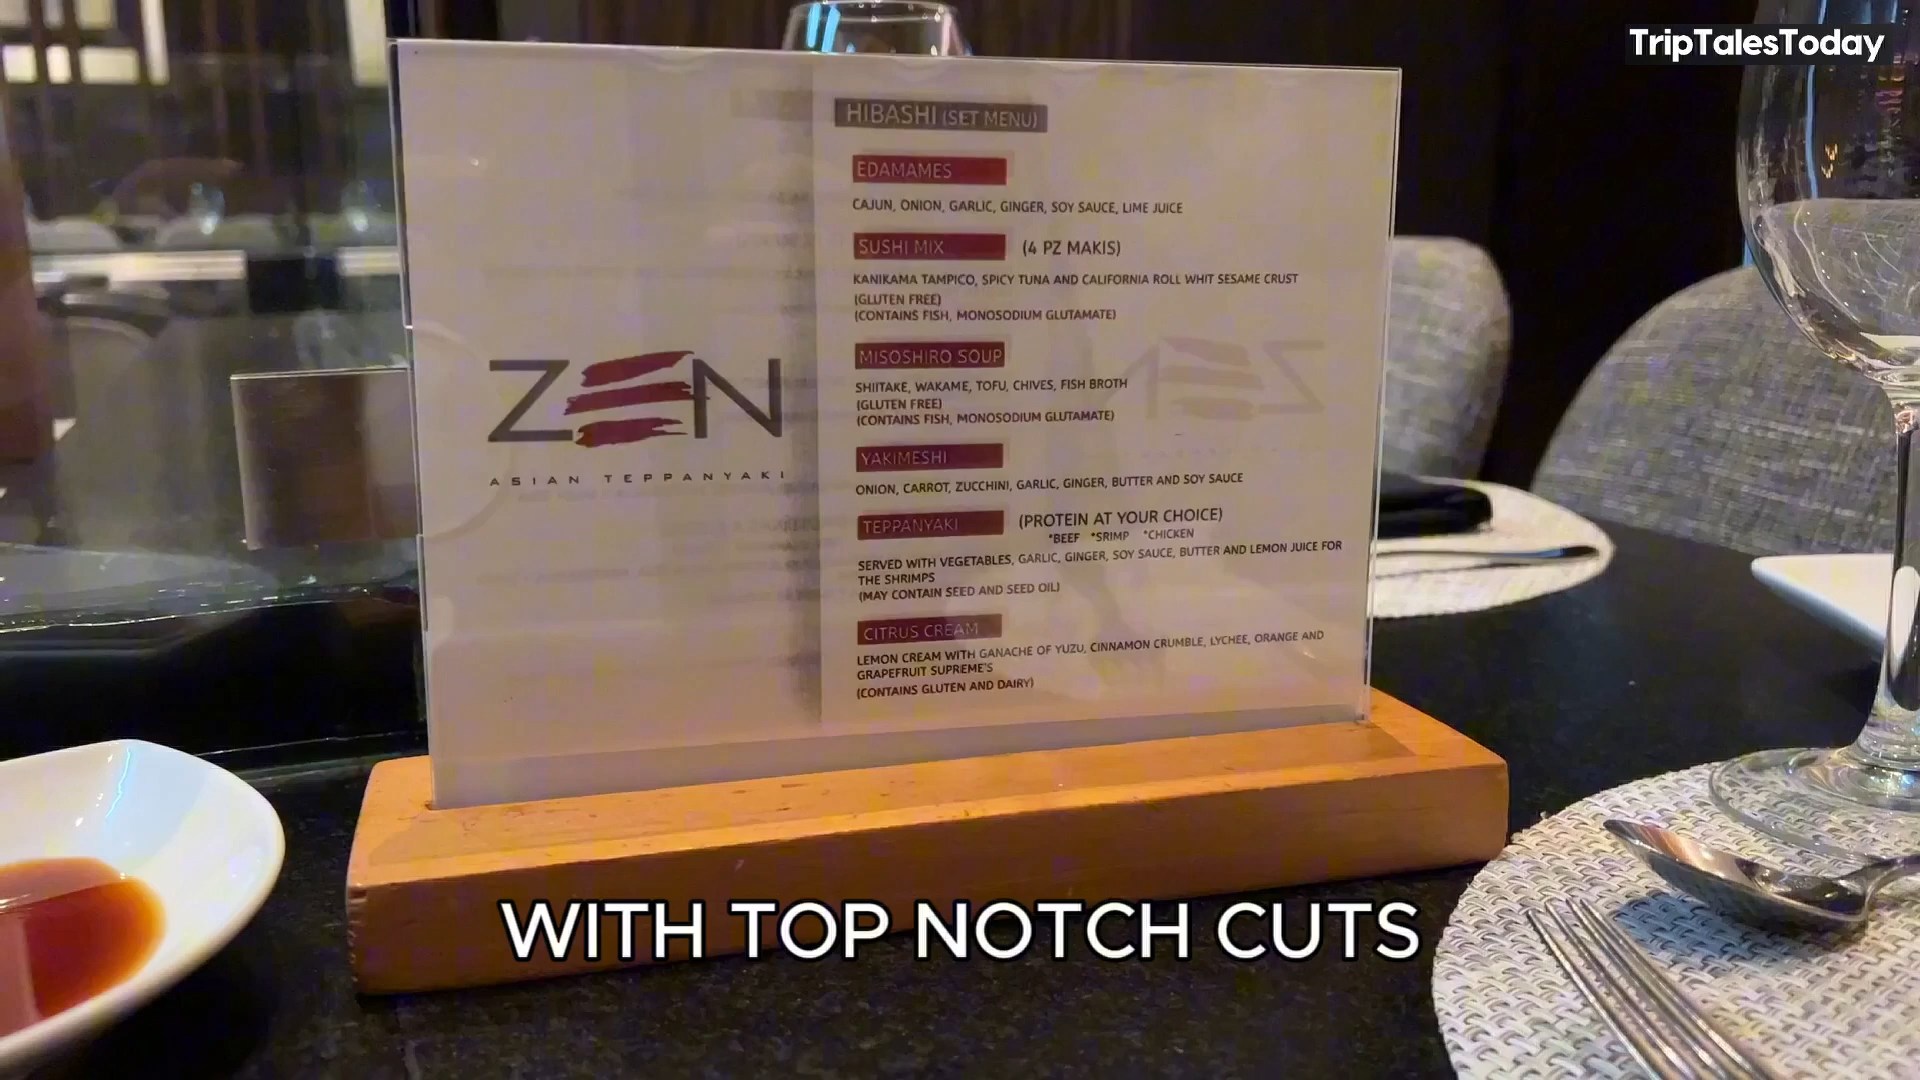 TripTalesToday
HIBASHI (SET MENU)
EDAMAMES
CAJUN, ONION, GARLIC, GINGER, SOY SAUCE, LIME JUICE
SUSHI MIX (4 PZ MAKIS)
KANIKAMA TAMPICO, SPICY TUNA AND CALIFORNIA ROLL WHIT SESAME CRUST
(GLUTEN FREE)
(CONTAINS FISH, MONOSODIUM GLUTAMATE)
MISOSHIRO SOUP
SHIITAKE, WAKAME, TOFU, CHIVES, FISH BROTH
(GLUTEN FREE)
(CONTAINS FISH, MONOSODIUM GLUTAMATE)
YAKIMESHI
ONION, CARROT, ZUCCHINI, GARLIC, GINGER, BUTTER AND SOY SAUCE
TEPPANYAKI (PROTEIN AT YOUR CHOICE)
*BEEF *SRIMP *CHICKEN
SERVED WITH VEGETABLES, GARLIC, GINGER, SOY SAUCE, BUTTER AND LEMON JUICE FOR
THE SHRIMPS
(MAY CONTAIN SEED AND SEED OIL)
CITRUS CREAM
LEMON CREAM WITH GANACHE OF YUZU, CINNAMON CRUMBLE, LYCHEE, ORANGE AND
GRAPEFRUIT SUPREME'S
(CONTAINS GLUTEN AND DAIRY)
ZEN
ASIAN TEPPANYAKI
WITH TOP NOTCH CUTS